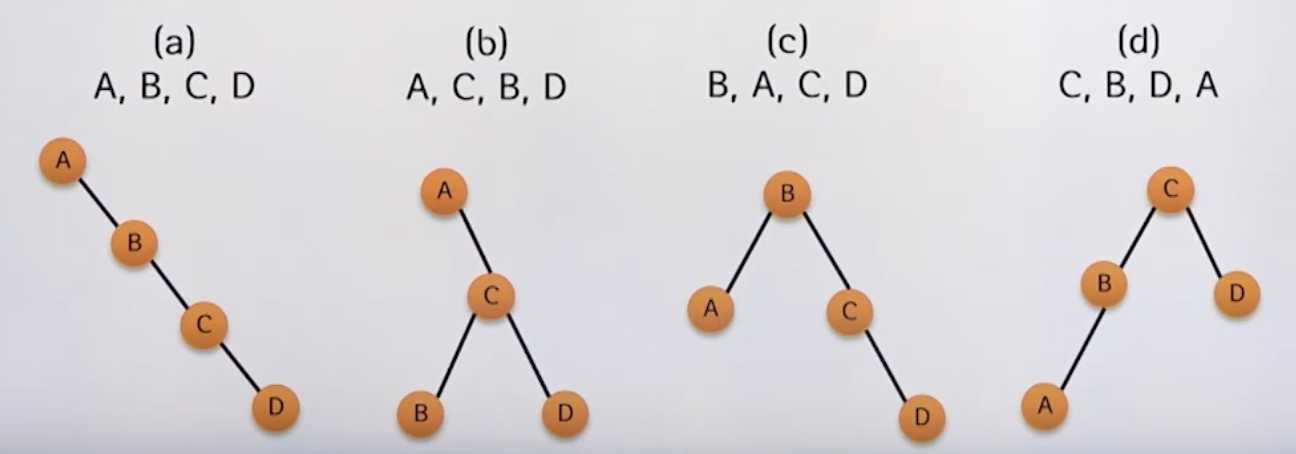 (a)
A, B, C, D
A
B
C
D
(b)
A, C, B, D
A
C
B
D
(c)
B, A, C, D
B
A
C
D
(d)
C, B, D, A
C
B
D
A